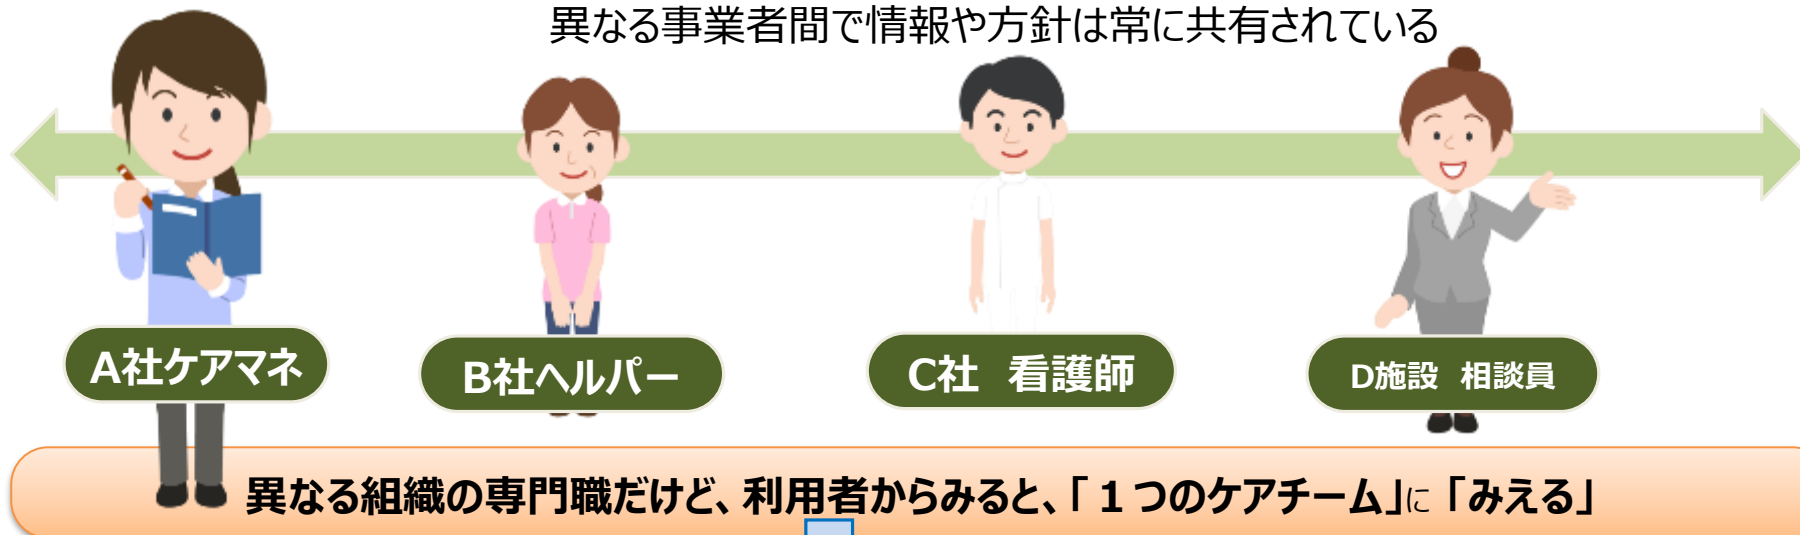 異なる事業者間で情報や方針は常に共有されている
A社ケアマネ
B社ヘルパー
C社　看護師
D施設　相談員
異なる組織の専門職だけど、利用者からみると、「１つのケアチーム」に「みえる」